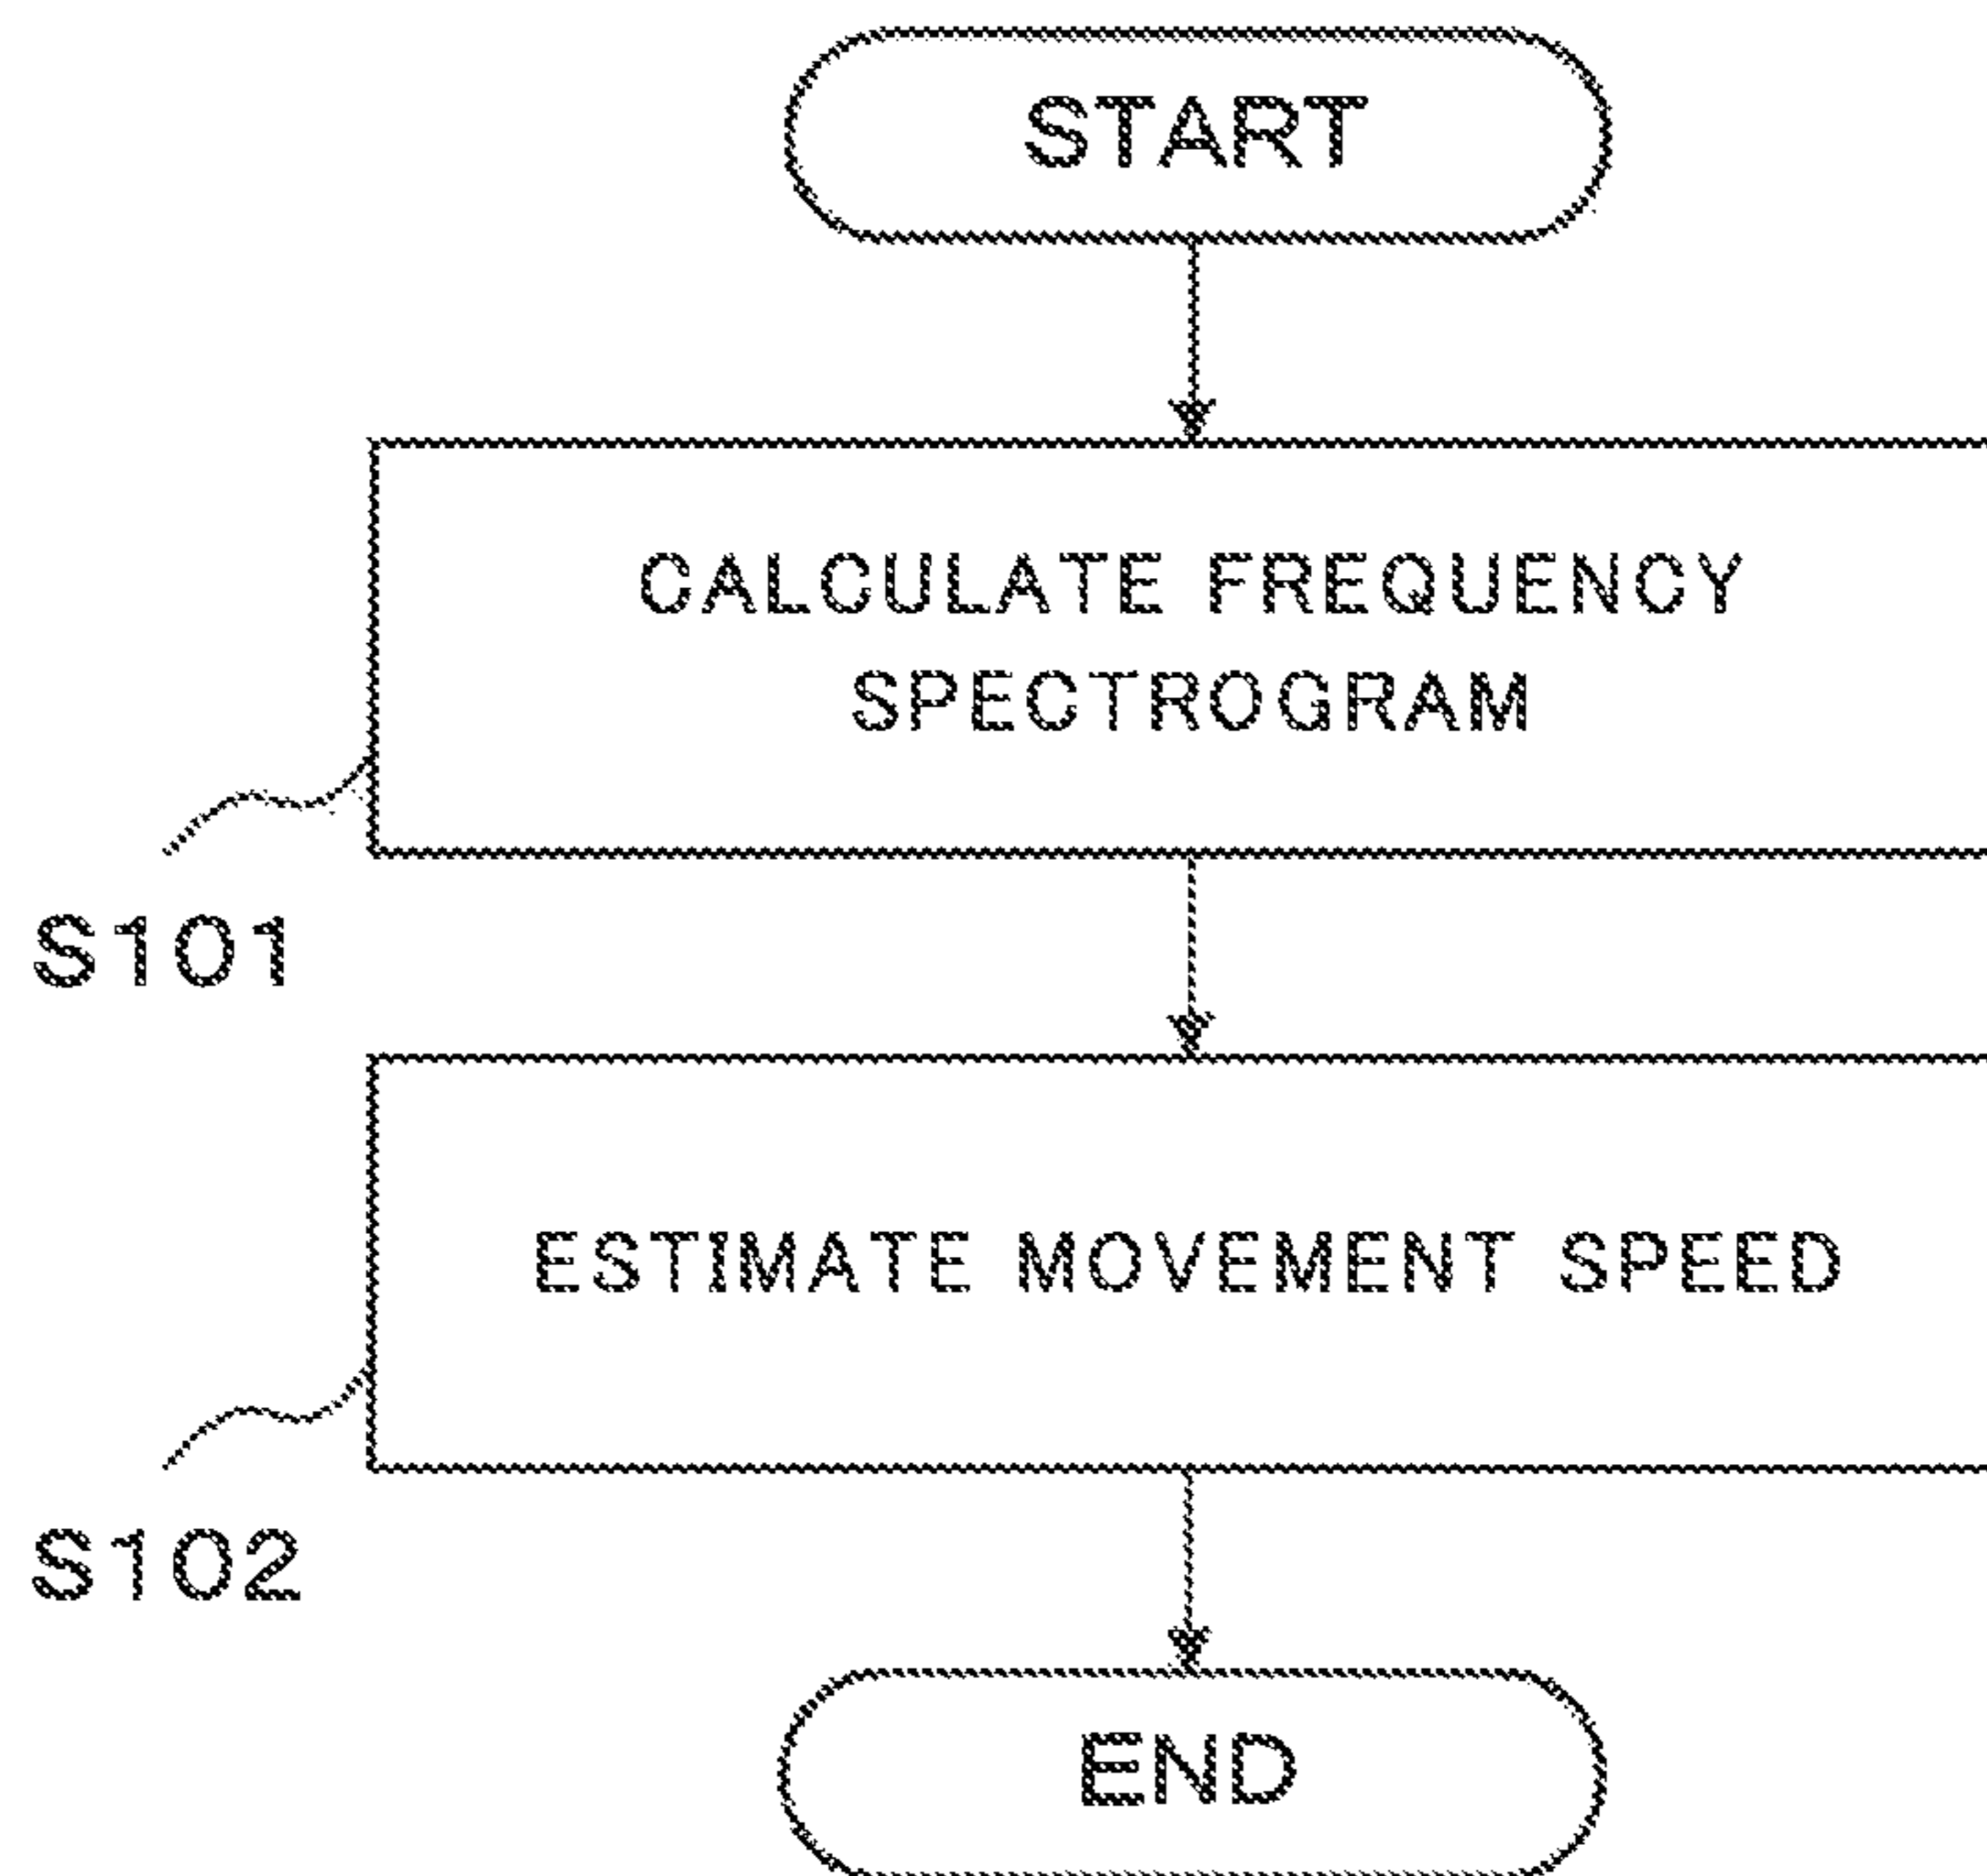 START
CALCULATE FREQUENCY
SPECTROGRAM
S101
ESTIMATE MOVEMENT SPEED
S102
END